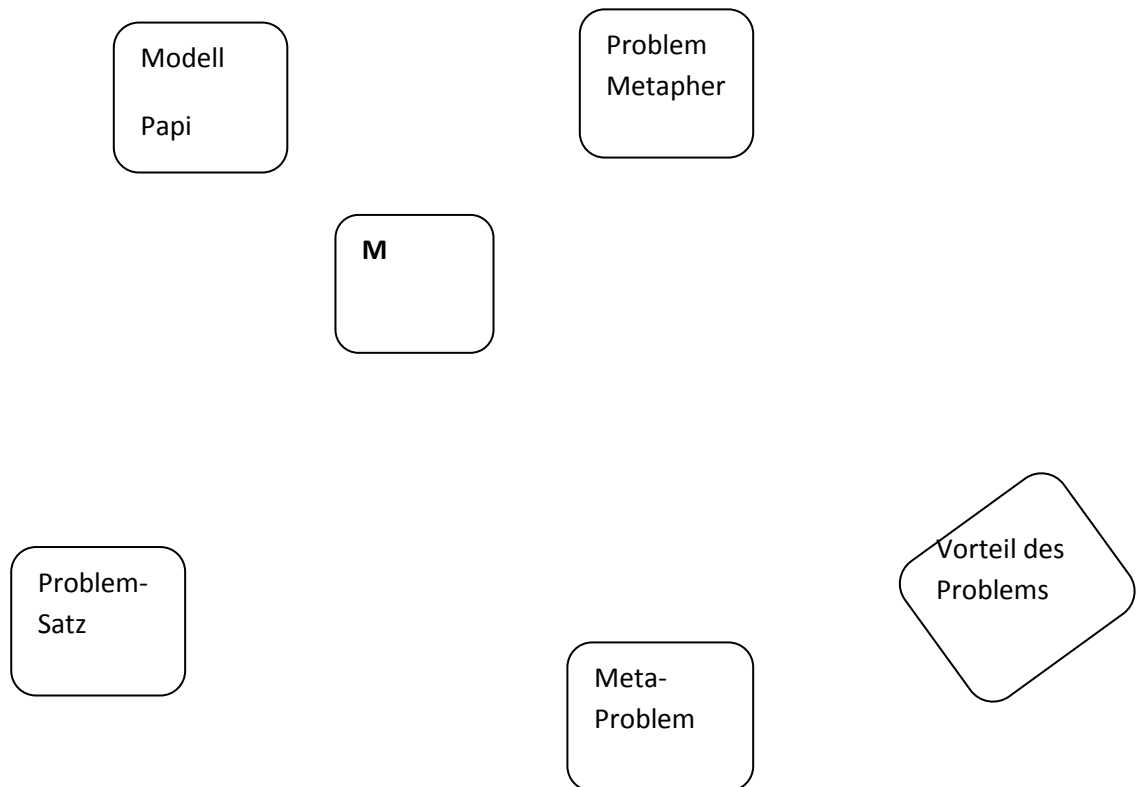 Modell
Papi
Problem
Metapher
M
Problem-
Satz
Vorteil des
Problems
Meta-
Problem